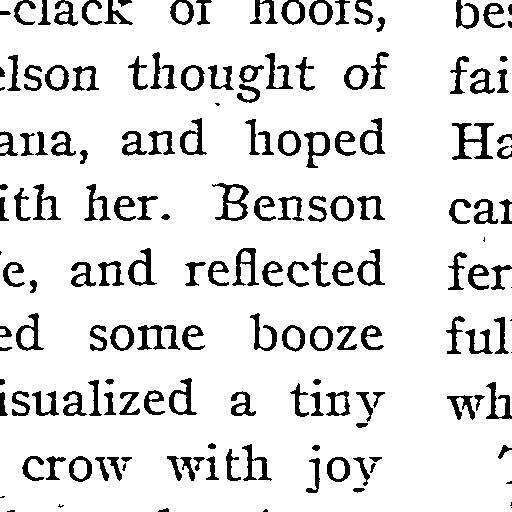 -clack of hoofs,
elson thought of
ana, and hoped
ith her. Benson
e, and reflected
ed some booze
isualized a tiny
crow with joy
bes
fai
Ha
car
fer
full
wh
T